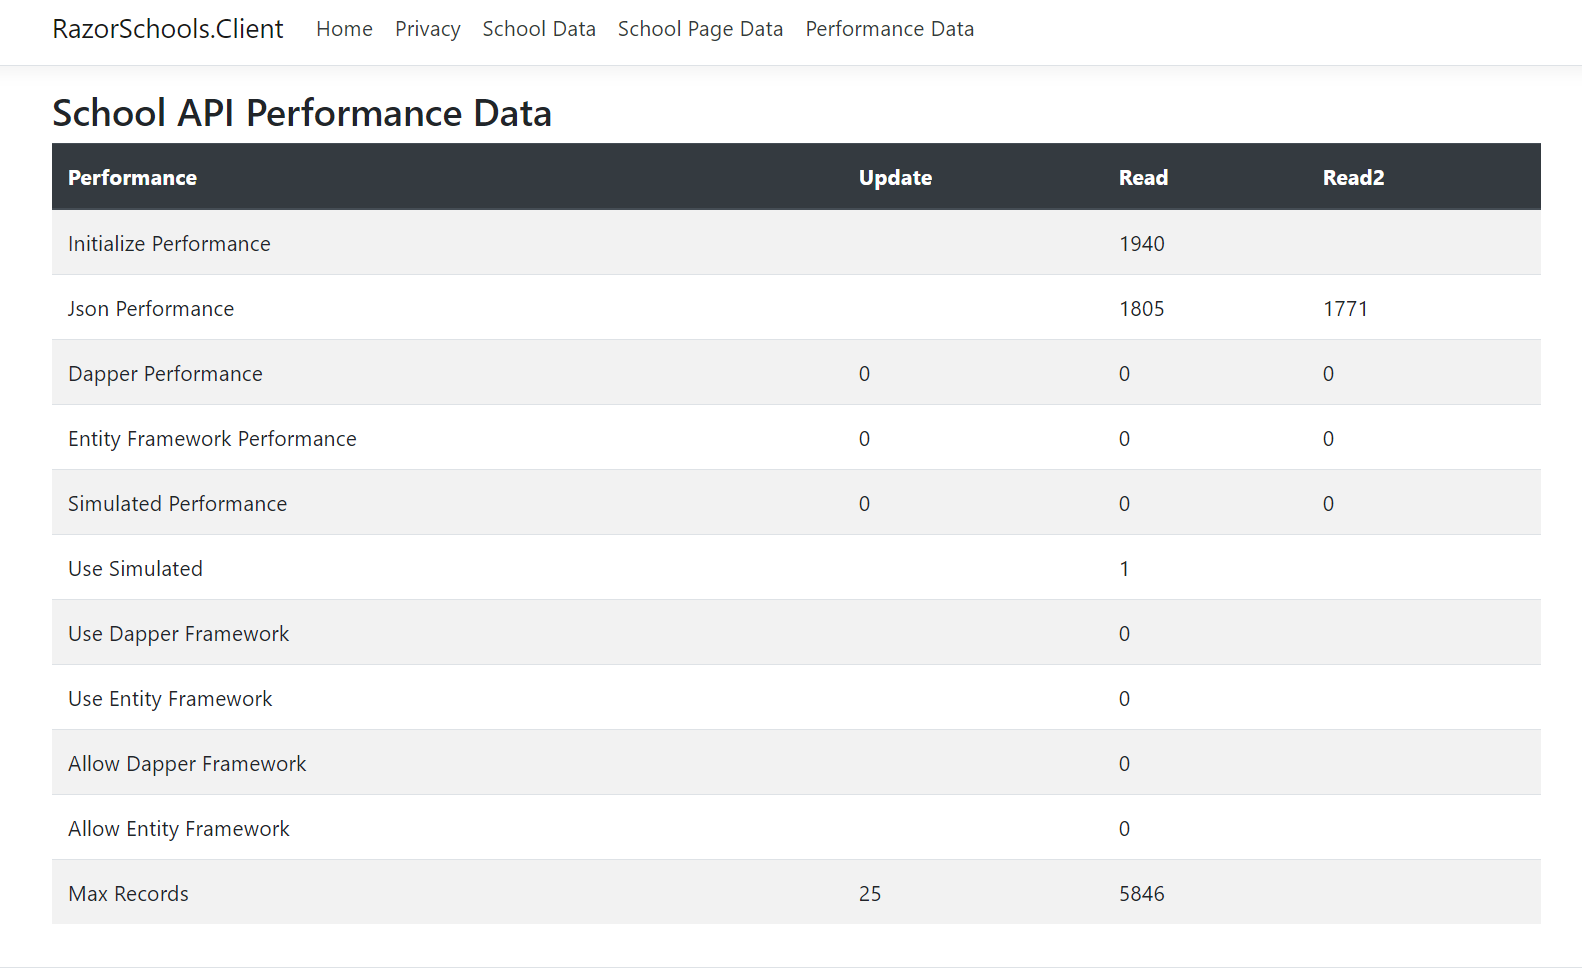 RazorSchools.Client Home Privacy School Data School Page Data Performance Data
School API Performance Data
Performance Update Read Read2
Initialize Performance 1940
Json Performance 1805 1771
Dapper Performance 0 0 0
Entity Framework Performance 0 0 0
Simulated Performance 0 0 0
Use Simulated 1
Use Dapper Framework 0
Use Entity Framework 0
Allow Dapper Framework 0
Allow Entity Framework 0
Max Records 25 5846